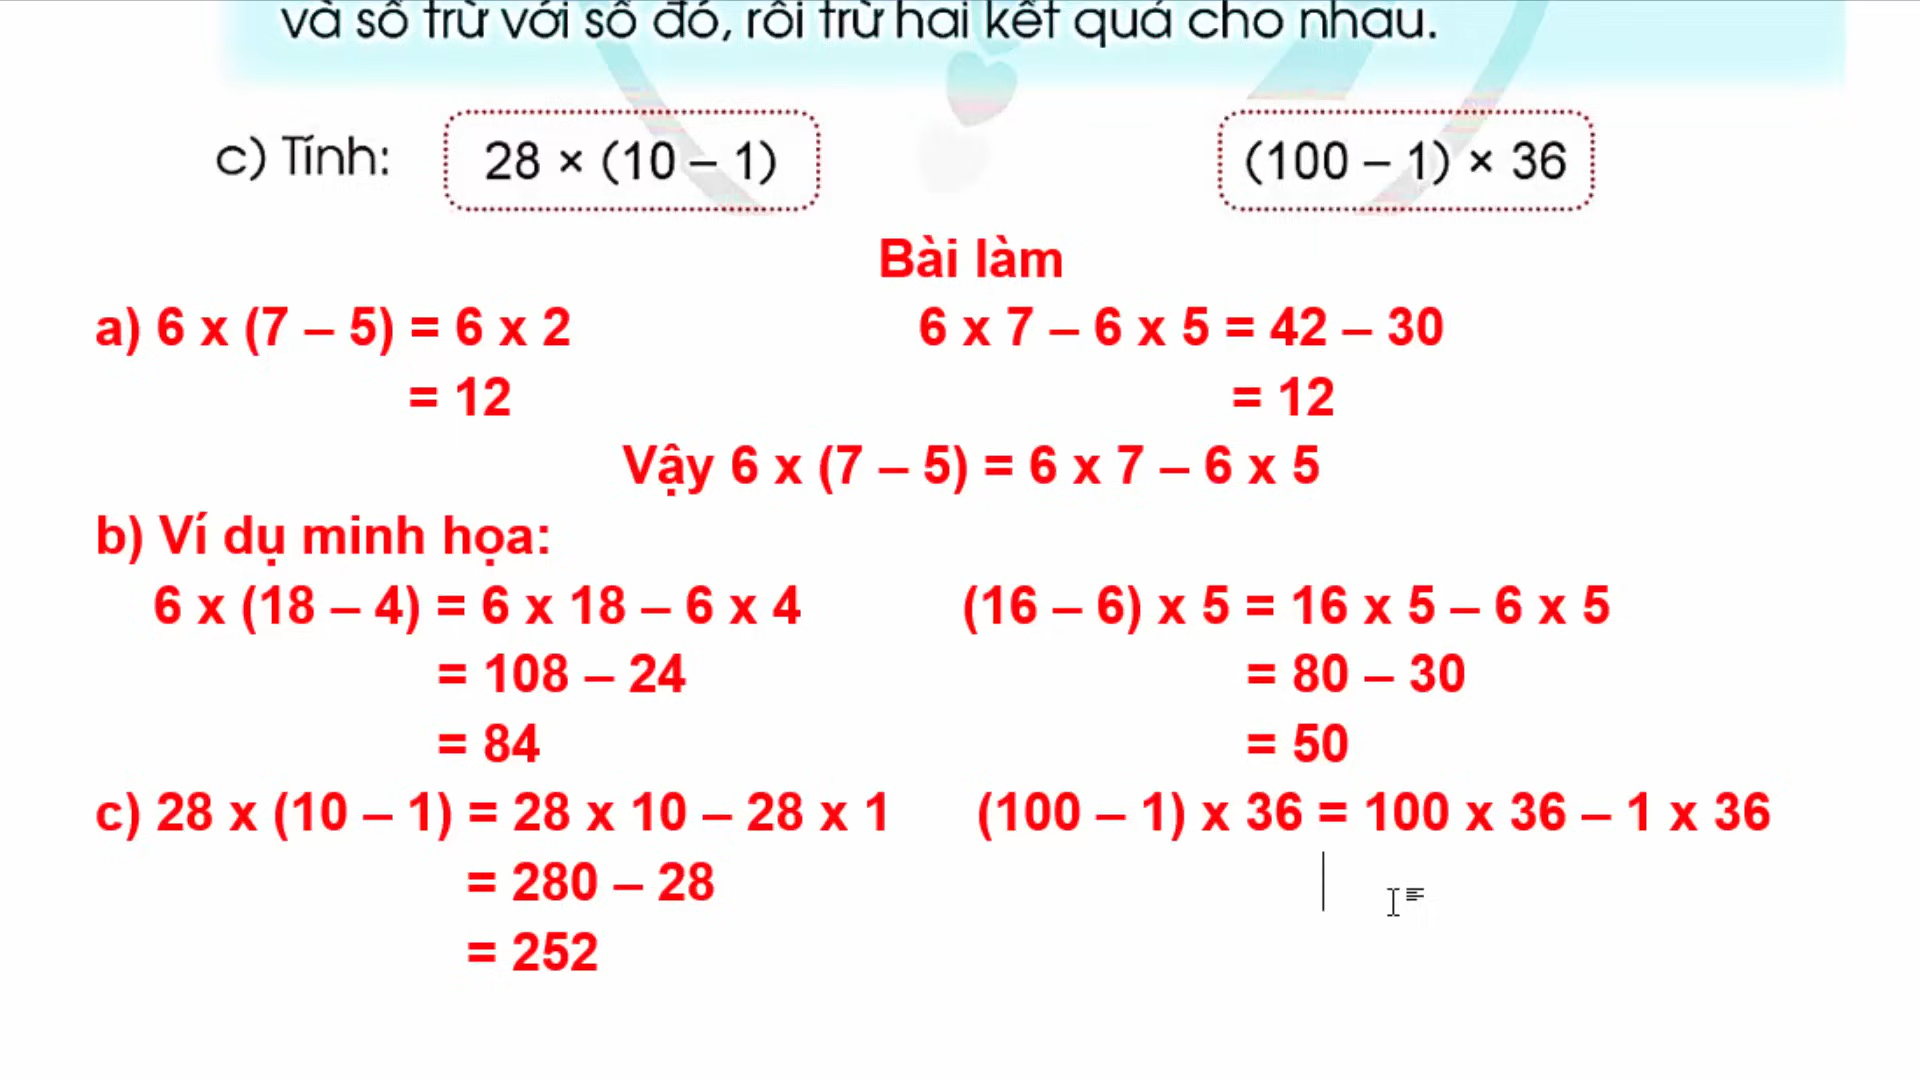 và số trừ với số đó, rồi trừ hai kết quả cho nhau.
c) Tính: 28 × (10 – 1) (100 – 1) × 36
Bài làm
a) 6 x (7 – 5) = 6 x 2 6 x 7 – 6 x 5 = 42 – 30
= 12 = 12
Vậy 6 x (7 – 5) = 6 x 7 – 6 x 5
b) Ví dụ minh họa:
6 x (18 – 4) = 6 x 18 – 6 x 4 (16 – 6) x 5 = 16 x 5 – 6 x 5
= 108 – 24 = 80 – 30
= 84 = 50
c) 28 x (10 – 1) = 28 x 10 – 28 x 1 (100 – 1) x 36 = 100 x 36 – 1 x 36
= 280 – 28
= 252